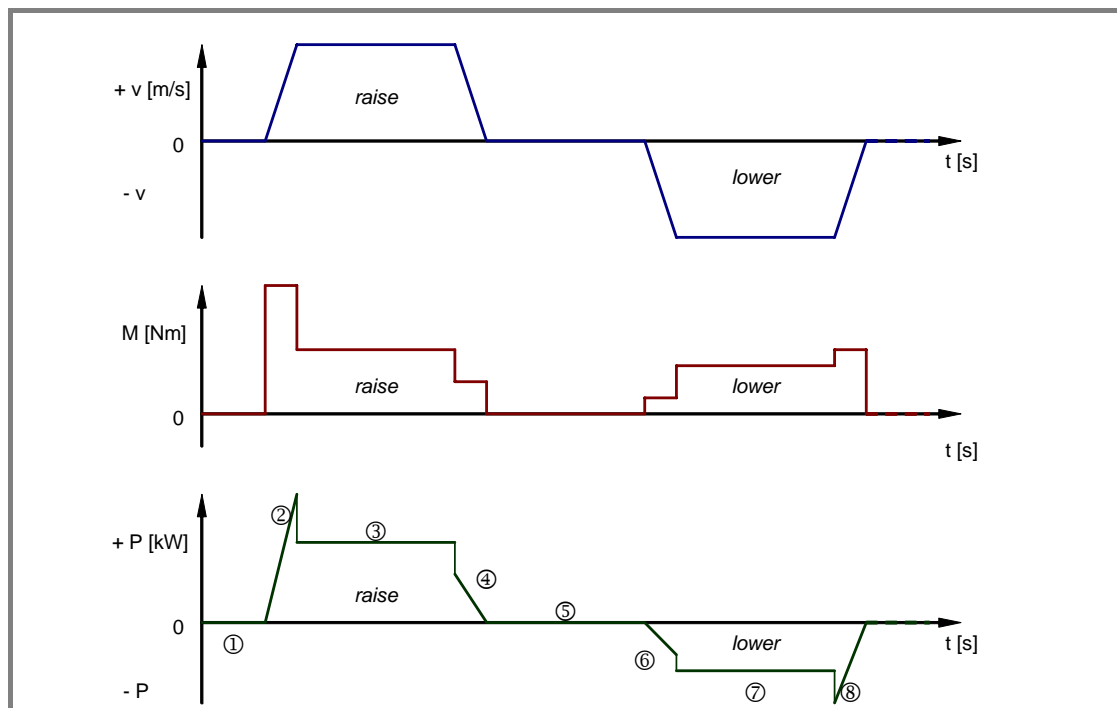 + v [m/s]
raise
0
t [s]
- v
lower
M [Nm]
raise
lower
0
t [s]
②
③
+ P [kW]
④
raise
⑤
0
lower
t [s]
①
⑥
- P
⑦
⑧